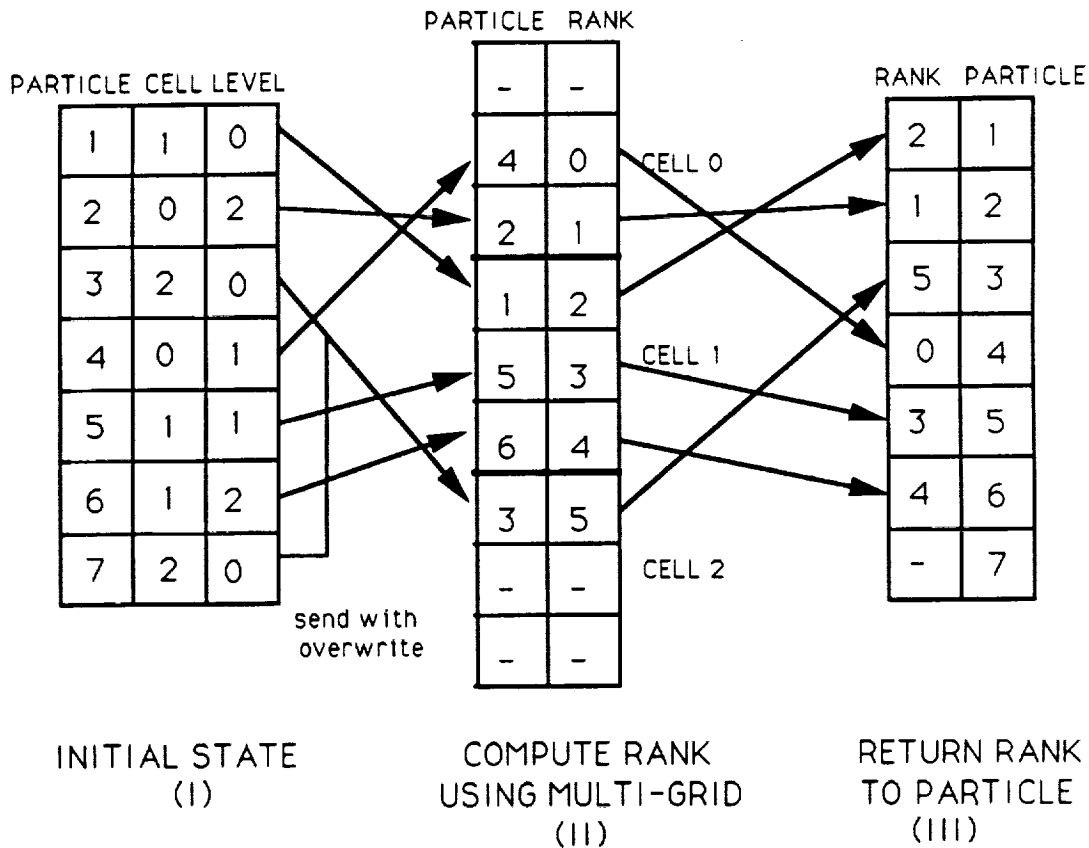 PARTICLE RANK
PARTICLE CELL LEVEL
RANK PARTICLE
1 1 0
2 0 2
3 2 0
4 0 1
5 1 1
6 1 2
7 2 0
send with
overwrite
- -
4 0
2 1
1 2
5 3
6 4
3 5
- -
- -
CELL 0
CELL 1
CELL 2
2 1
1 2
5 3
0 4
3 5
4 6
- 7
INITIAL STATE
(I)
COMPUTE RANK
USING MULTI-GRID
(II)
RETURN RANK
TO PARTICLE
(III)